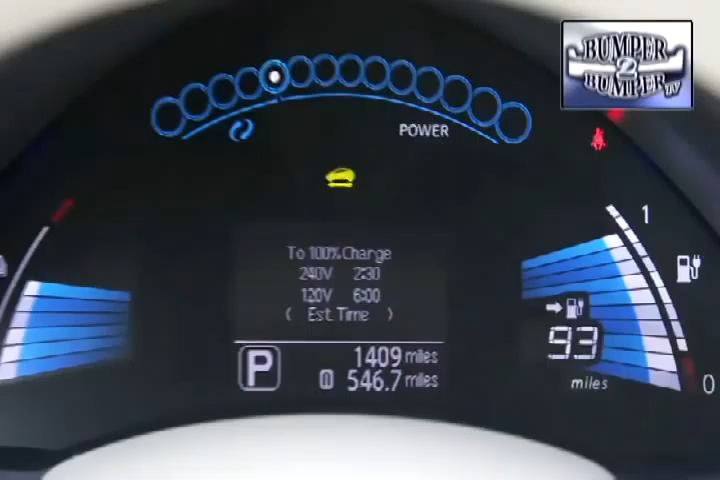 BUMPER
2
BUMPER TV
POWER
To 100% Charge
240V 2:30
120V 6:00
( Est. Time )
P
1409 miles
546.7 miles
1
93
miles
0